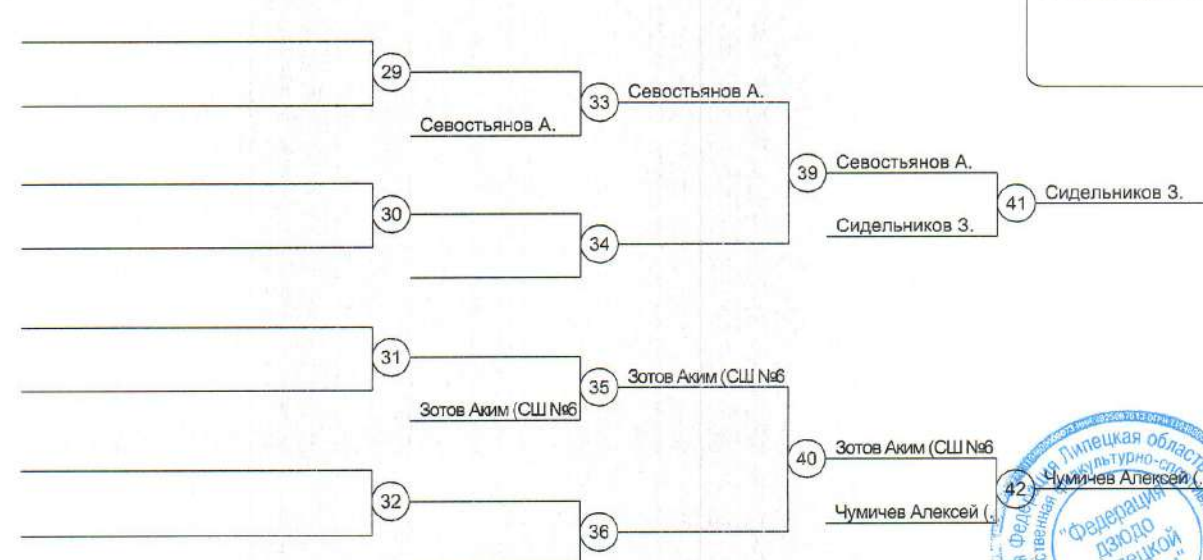 29
33
Севостьянов А.
Севостьянов А.
39
Севостьянов А.
41
Сидельников З.
30
34
Сидельников З.
31
35
Зотов Аким (СШ №6
Зотов Аким (СШ №6
40
Зотов Аким (СШ №6
42
Чумичев Алексей (.
32
Чумичев Алексей (.
36
Липецкая область
"Федерация
дзюдо